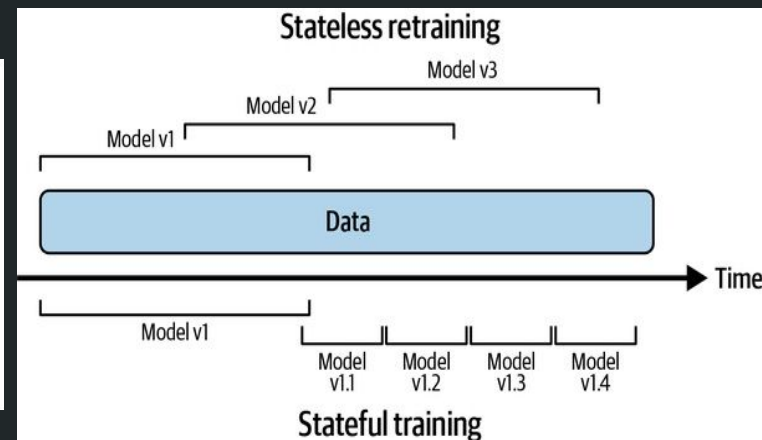 Stateless retraining
Model v3
Model v2
Model v1
Data
Time
Model v1
Model
v1.1
Model
v1.2
Model
v1.3
Model
v1.4
Stateful training